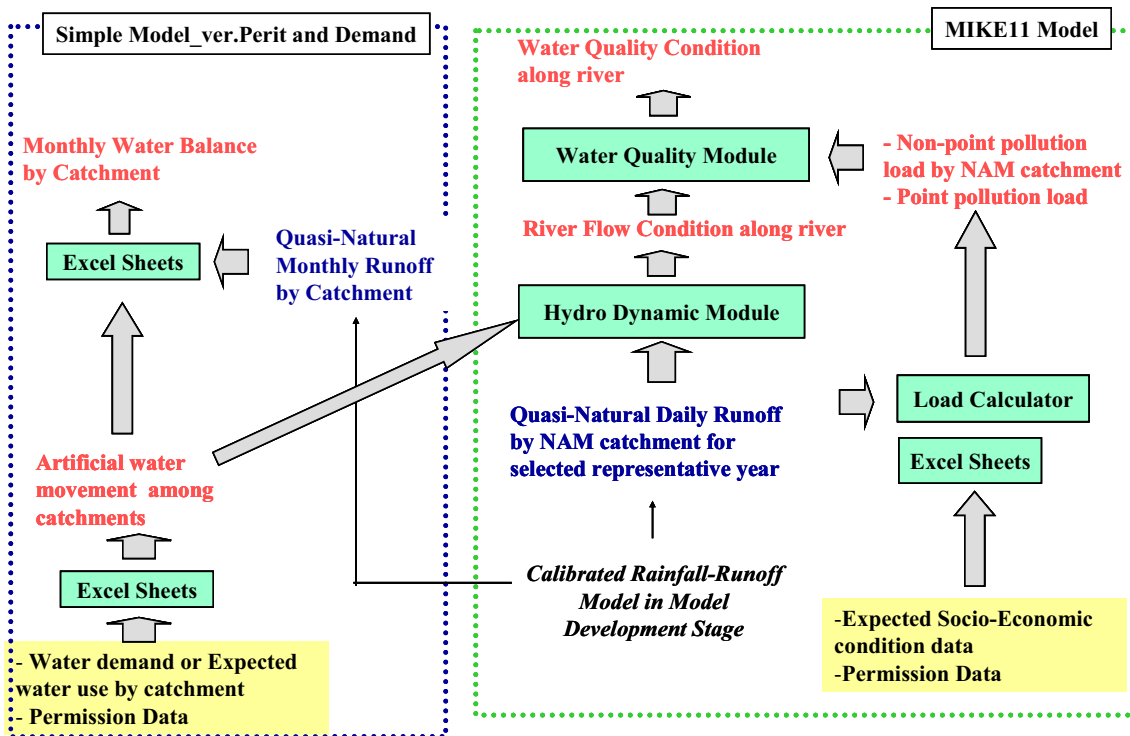 Simple Model_ver.Perit and Demand
Monthly Water Balance
by Catchment
Excel Sheets
Quasi-Natural
Monthly Runoff
by Catchment
Artificial water
movement among
catchments
Excel Sheets
- Water demand or Expected
water use by catchment
- Permission Data
MIKE11 Model
Water Quality Condition
along river
Water Quality Module
- Non-point pollution
load by NAM catchment
- Point pollution load
River Flow Condition along river
Hydro Dynamic Module
Quasi-Natural Daily Runoff
by NAM catchment for
selected representative year
Load Calculator
Excel Sheets
Calibrated Rainfall-Runoff
Model in Model
Development Stage
-Expected Socio-Economic
condition data
-Permission Data